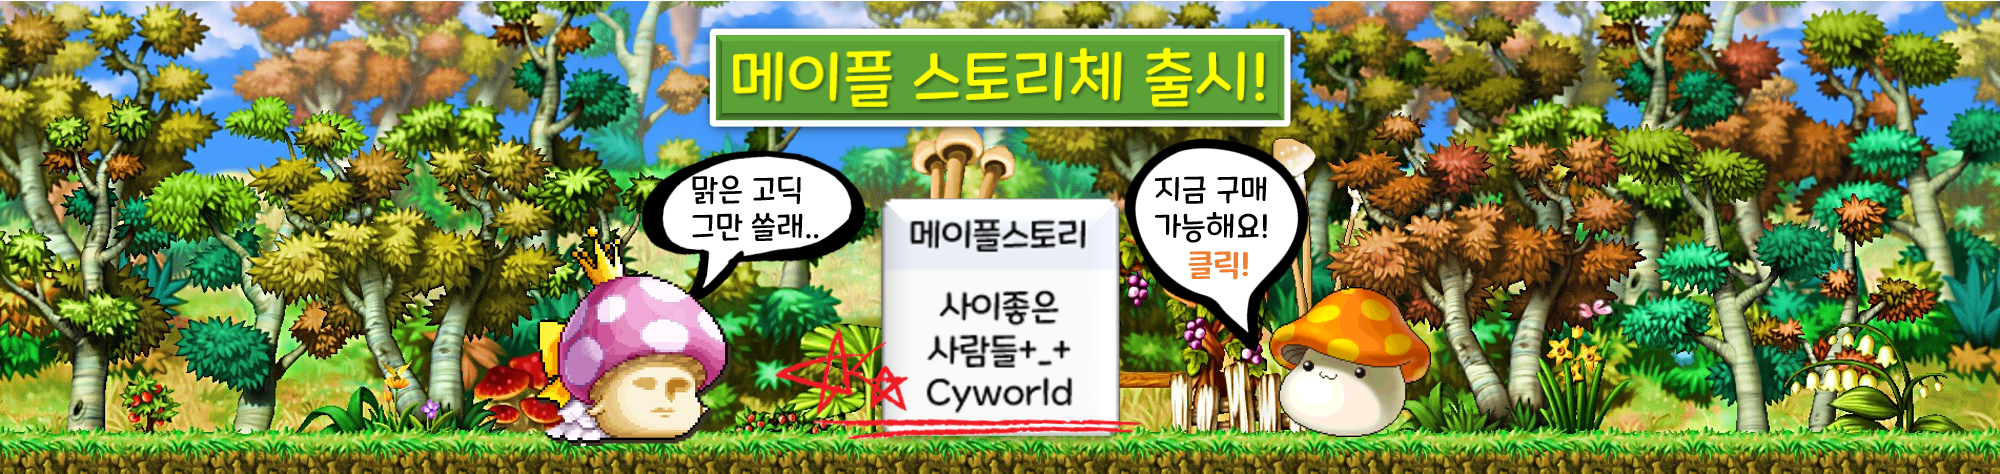 메이플 스토리체 출시!
맑은 고딕
그만 쓸래..
메이플스토리
사이좋은
사람들+_+
Cyworld
지금 구매
가능해요!
클릭!